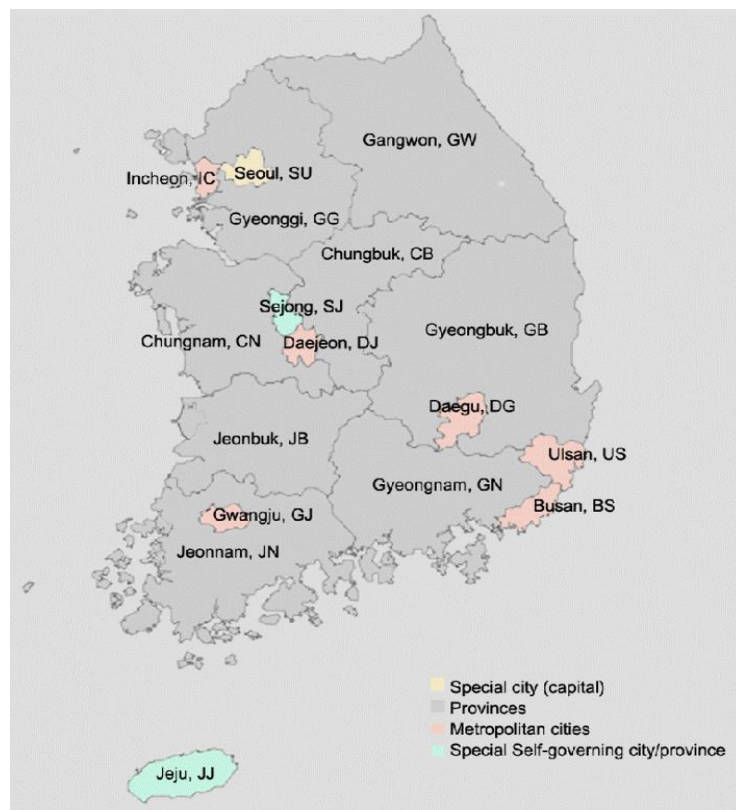 Gangwon, GW
Incheon, IC
Seoul, SU
Gyeonggi, GG
Chungbuk, CB
Sejong, SJ
Chungnam, CN
Daejeon, DJ
Gyeongbuk, GB
Daegu, DG
Jeonbuk, JB
Ulsan, US
Gyeongnam, GN
Busan, BS
Gwangju, GJ
Jeonnam, JN
Special city (capital)
Provinces
Metropolitan cities
Special Self-governing city/province
Jeju, JJ